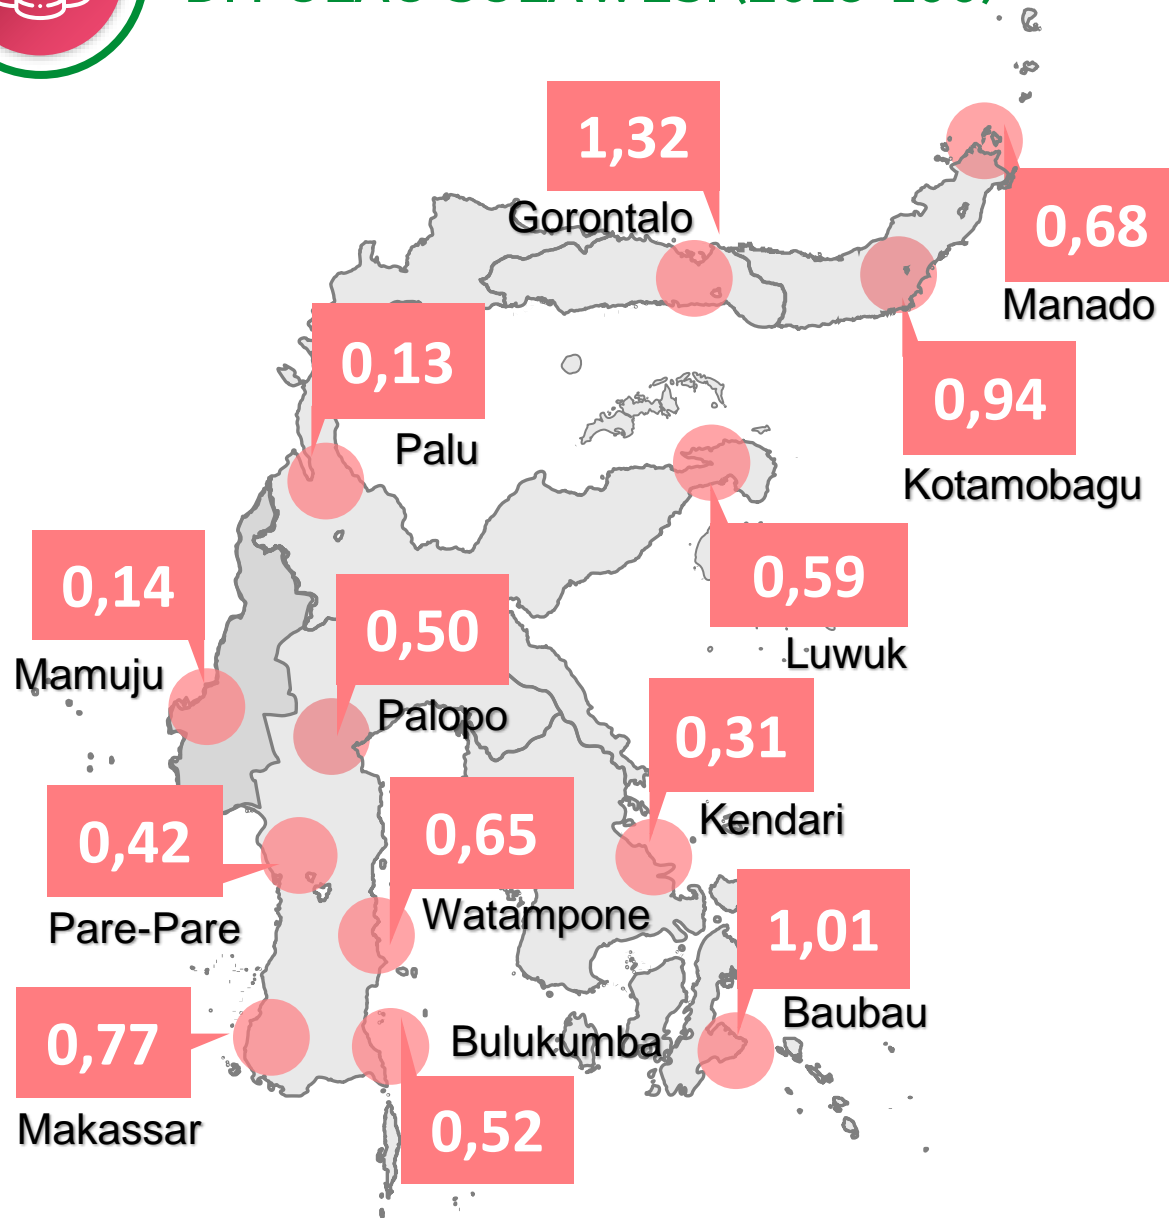 1,32
Gorontalo
0,68
Manado
0,13
Palu
0,94
Kotamobagu
0,14
Mamuju
0,50
Palopo
0,59
Luwuk
0,31
Kendari
0,42
Pare-Pare
0,65
Watampone
1,01
Baubau
0,77
Makassar
Bulukumba
0,52